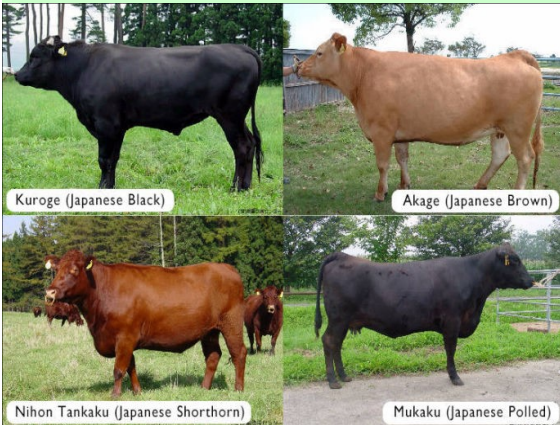 Kuroge (Japanese Black)
Akage (Japanese Brown)
Nihon Tankaku (Japanese Shorthorn)
Mukaku (Japanese Polled)